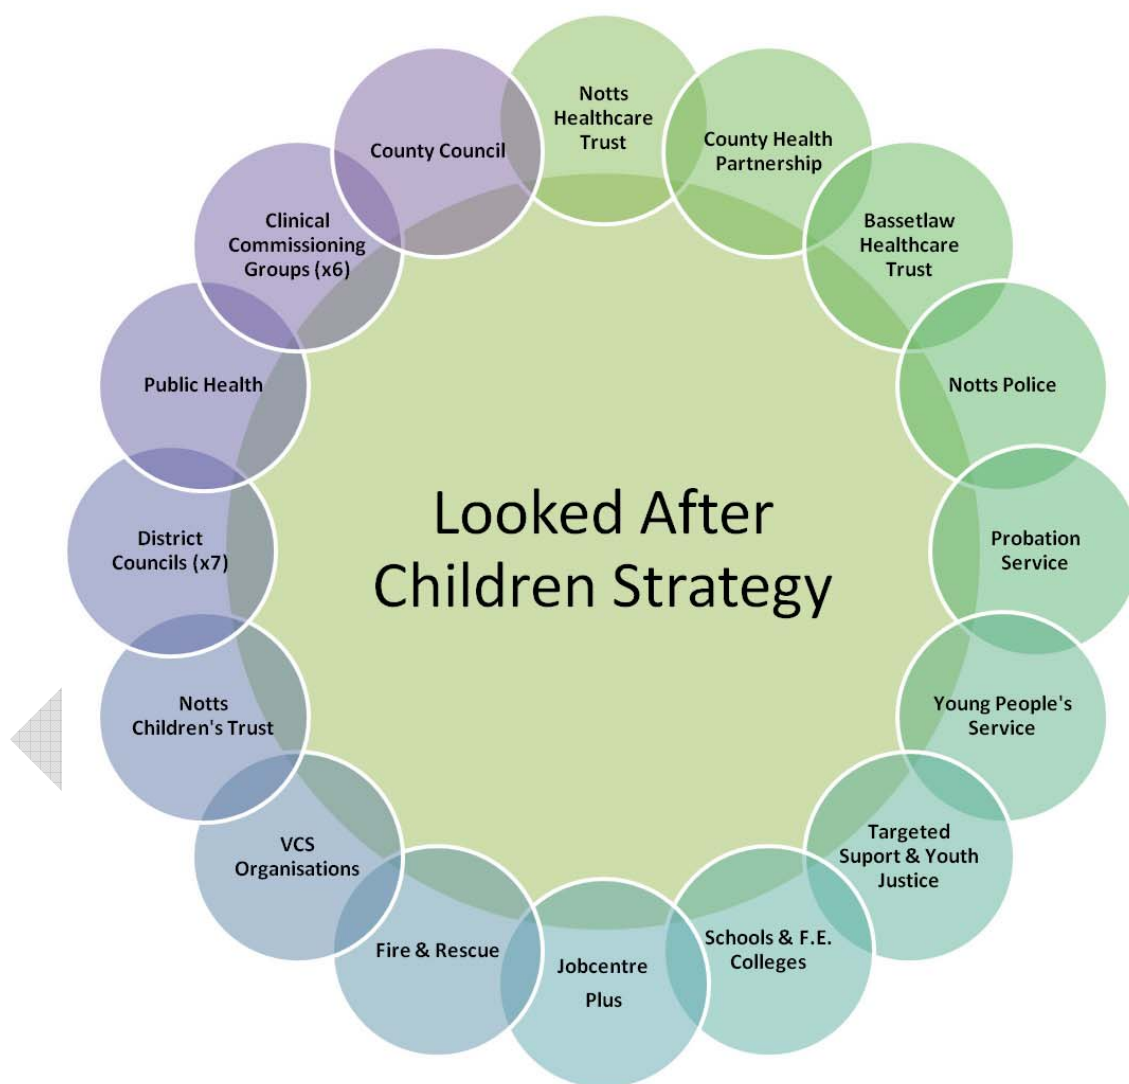 Notts
Healthcare
Trust
County Health
Partnership
Bassetlaw
Healthcare
Trust
Notts Police
Probation
Service
Young People's
Service
Targeted
Suport & Youth
Justice
Schools & F.E.
Colleges
Jobcentre
Plus
Fire & Rescue
VCS
Organisations
Notts
Children's Trust
District
Councils (x7)
Public Health
Clinical
Commissioning
Groups (x6)
County Council
Looked After
Children Strategy